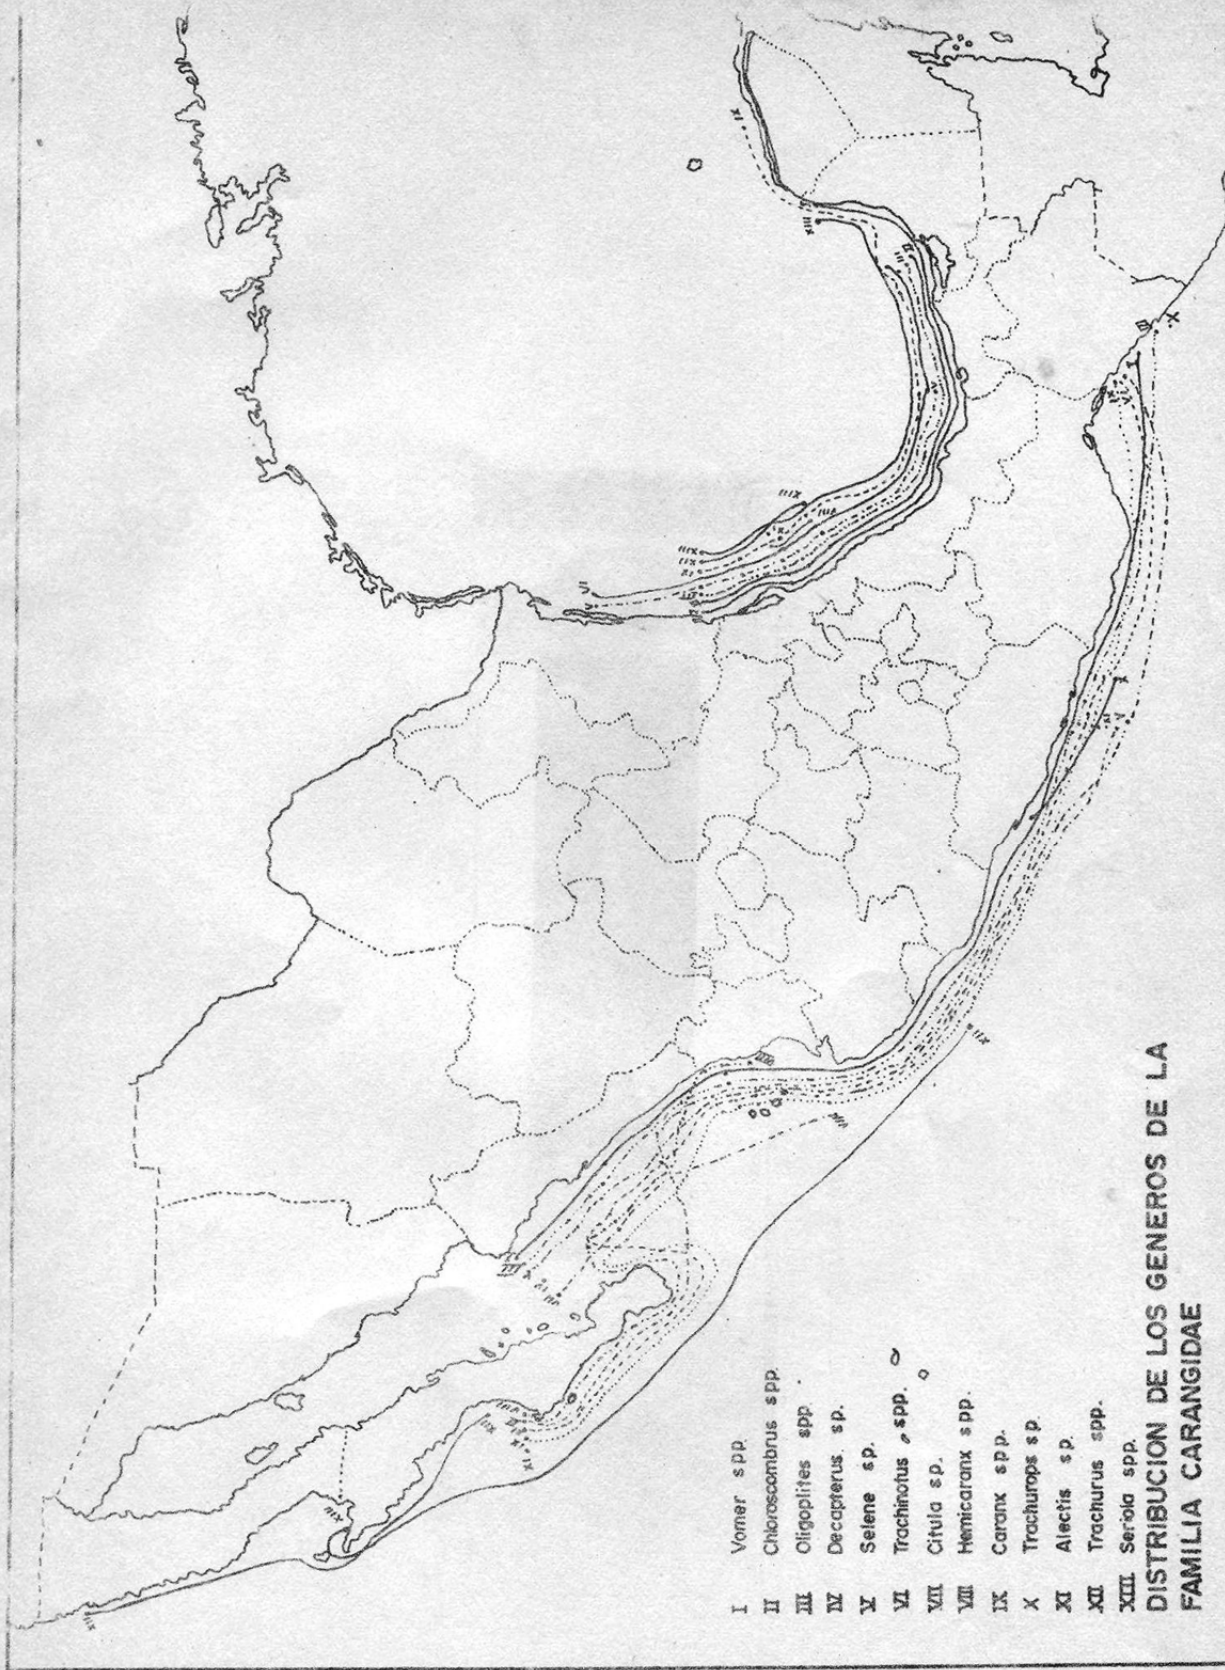 I Vomer spp.
II Chloroscombrus spp.
III Oligoplites spp.
IV Decapterus sp.
V Selene sp.
VI Trachinotus spp.
VII Citula sp.
VIII Hemicaranx spp.
IX Caranx spp.
X Trachurops sp.
XI Alectis sp.
XII Trachurus spp.
XIII Seriola spp.
DISTRIBUCION DE LOS GENEROS DE LA
FAMILIA CARANGIDAE